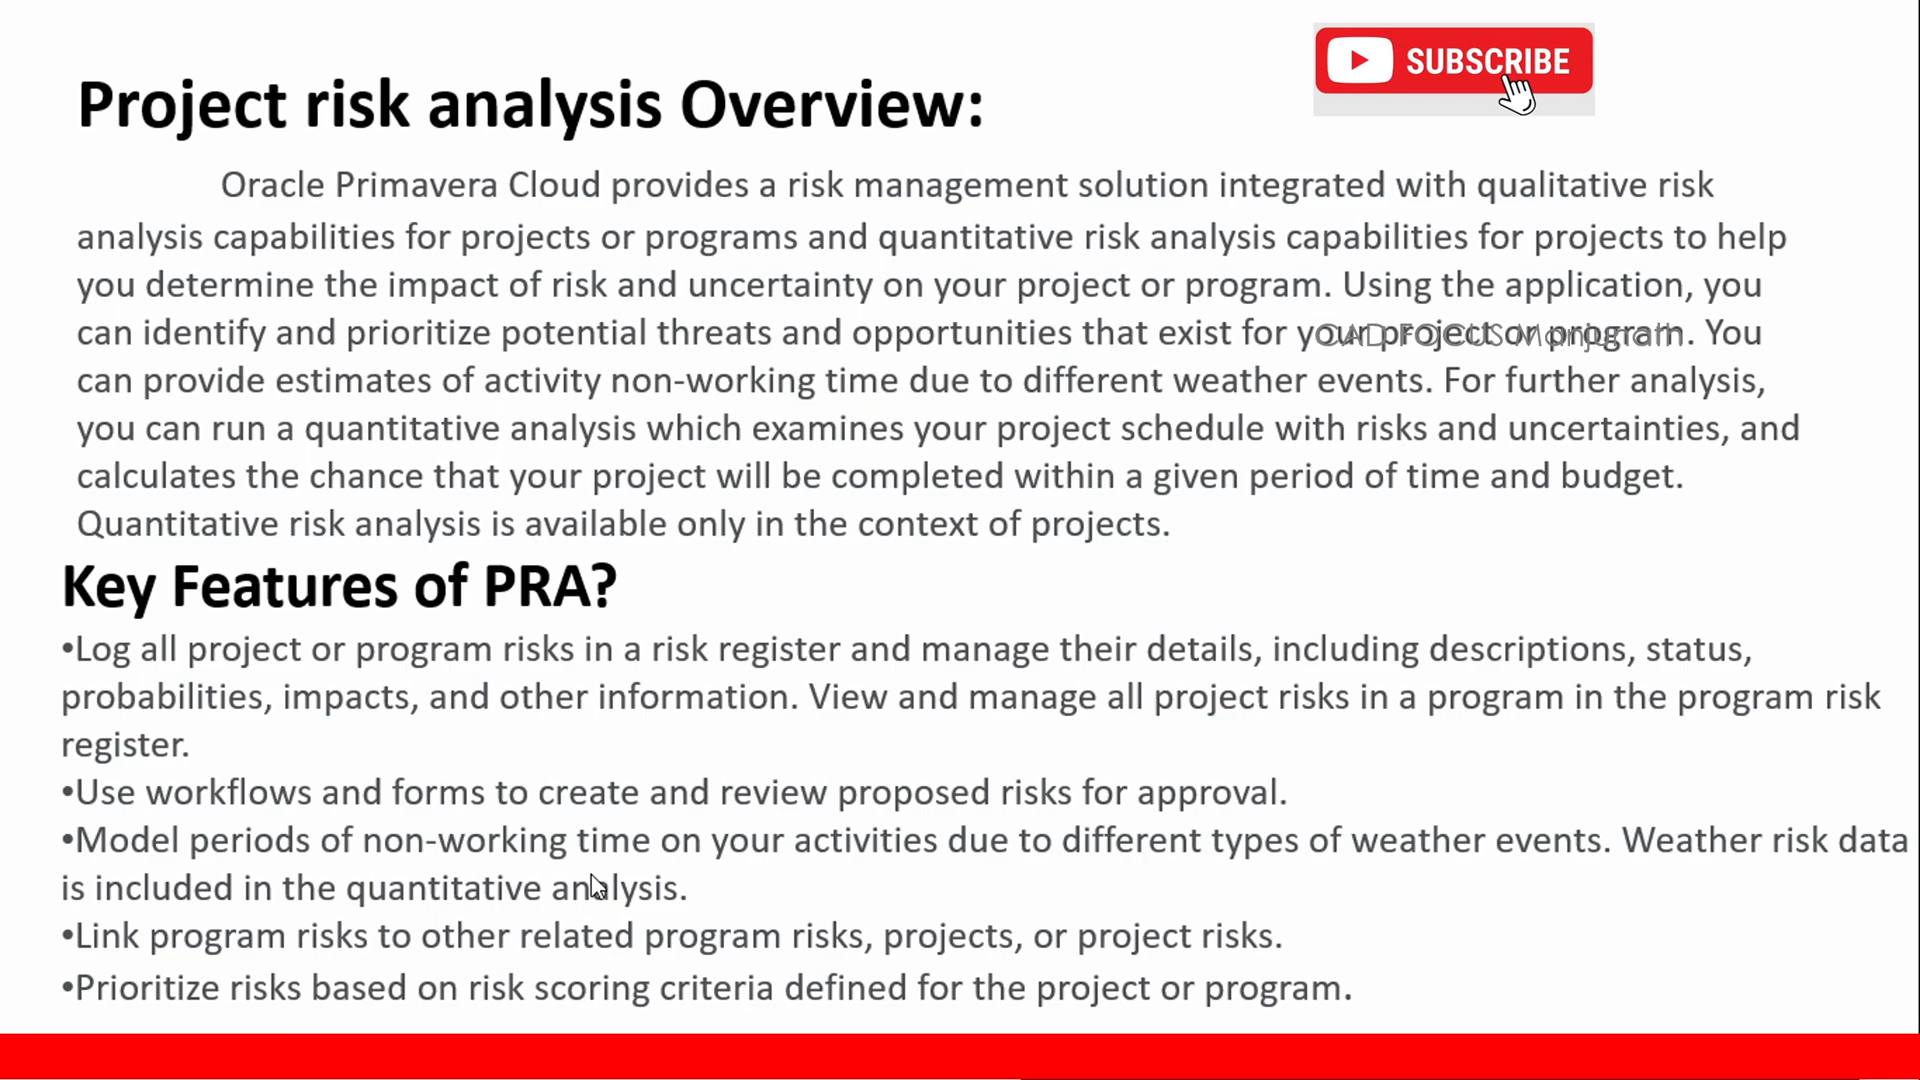 SUBSCRIBE
Project risk analysis Overview:
Oracle Primavera Cloud provides a risk management solution integrated with qualitative risk
analysis capabilities for projects or programs and quantitative risk analysis capabilities for projects to help
you determine the impact of risk and uncertainty on your project or program. Using the application, you
can identify and prioritize potential threats and opportunities that exist for your project or program. You
CAD FOCUS Manjunath
can provide estimates of activity non-working time due to different weather events. For further analysis,
you can run a quantitative analysis which examines your project schedule with risks and uncertainties, and
calculates the chance that your project will be completed within a given period of time and budget.
Quantitative risk analysis is available only in the context of projects.
Key Features of PRA?
•Log all project or program risks in a risk register and manage their details, including descriptions, status,
probabilities, impacts, and other information. View and manage all project risks in a program in the program risk
register.
•Use workflows and forms to create and review proposed risks for approval.
•Model periods of non-working time on your activities due to different types of weather events. Weather risk data
is included in the quantitative analysis.
•Link program risks to other related program risks, projects, or project risks.
•Prioritize risks based on risk scoring criteria defined for the project or program.